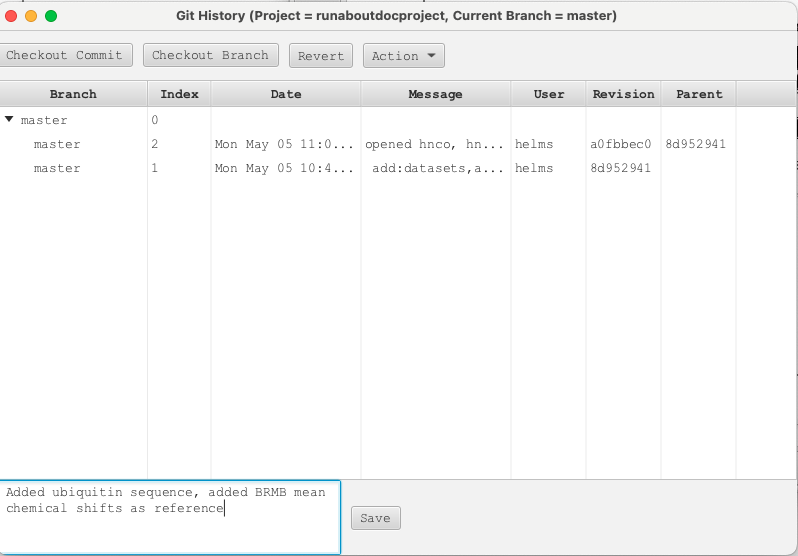 Git History (Project = runaboutdocproject, Current Branch = master)
Checkout Commit Checkout Branch Revert Action
Branch Index Date Message User Revision Parent
master 0
master 2 Mon May 05 11:0... opened hnco, hn... helms a0fbbec0 8d952941
master 1 Mon May 05 10:4... add:datasets,a... helms 8d952941
Added ubiquitin sequence, added BRMB mean
chemical shifts as reference
Save